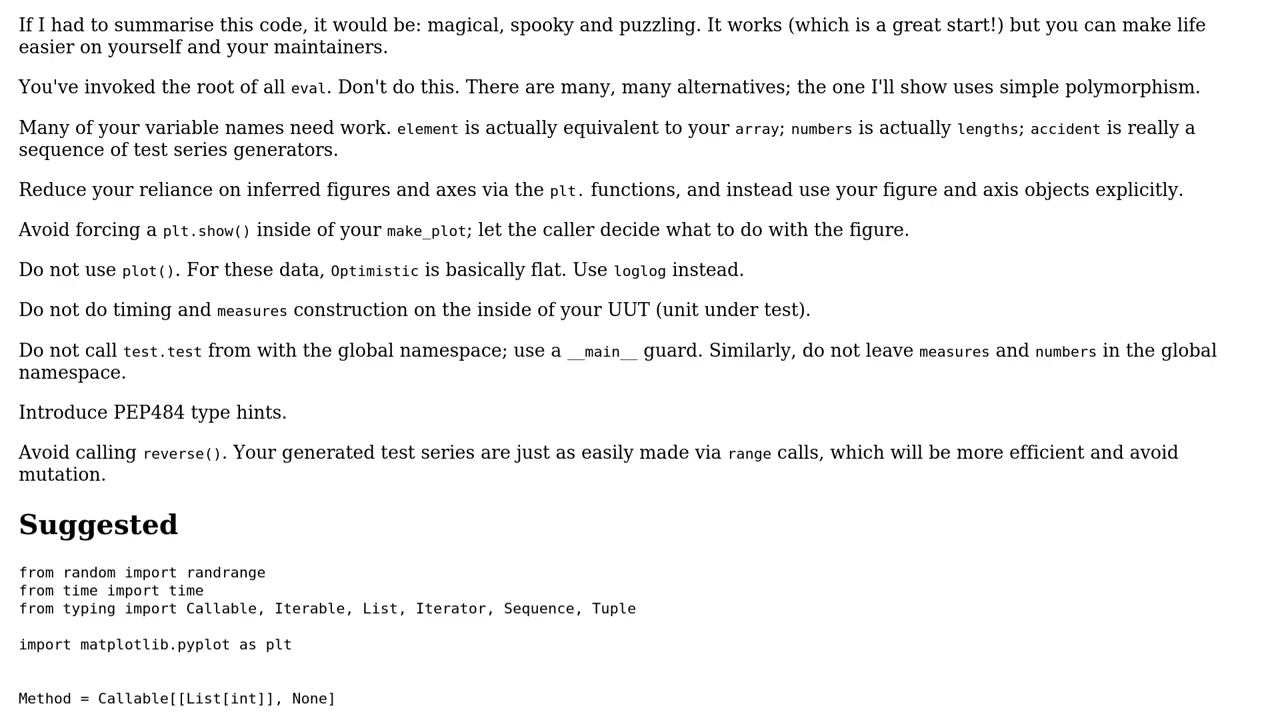 If I had to summarise this code, it would be: magical, spooky and puzzling. It works (which is a great start!) but you can make life
easier on yourself and your maintainers.
You've invoked the root of all eval. Don't do this. There are many, many alternatives; the one I'll show uses simple polymorphism.
Many of your variable names need work. element is actually equivalent to your array; numbers is actually lengths; accident is really a
sequence of test series generators.
Reduce your reliance on inferred figures and axes via the plt. functions, and instead use your figure and axis objects explicitly.
Avoid forcing a plt.show() inside of your make_plot; let the caller decide what to do with the figure.
Do not use plot(). For these data, Optimistic is basically flat. Use loglog instead.
Do not do timing and measures construction on the inside of your UUT (unit under test).
Do not call test.test from with the global namespace; use a __main__ guard. Similarly, do not leave measures and numbers in the global
namespace.
Introduce PEP484 type hints.
Avoid calling reverse(). Your generated test series are just as easily made via range calls, which will be more efficient and avoid
mutation.
Suggested
from random import randrange
from time import time
from typing import Callable, Iterable, List, Iterator, Sequence, Tuple
import matplotlib.pyplot as plt
Method = Callable[[List[int]], None]